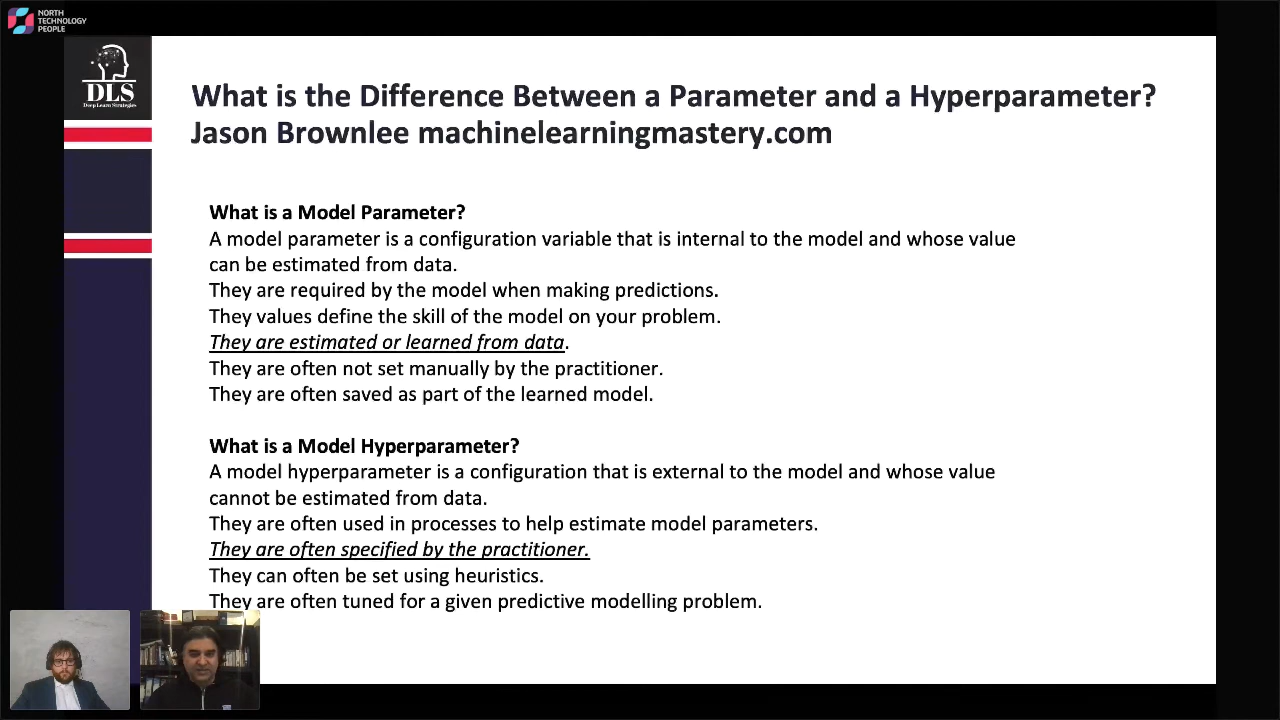 NORTH
TECHNOLOGY
PEOPLE
DLS
Deep Learn Strategies
What is the Difference Between a Parameter and a Hyperparameter?
Jason Brownlee machinelearningmastery.com
What is a Model Parameter?
A model parameter is a configuration variable that is internal to the model and whose value
can be estimated from data.
They are required by the model when making predictions.
They values define the skill of the model on your problem.
They are estimated or learned from data.
They are often not set manually by the practitioner.
They are often saved as part of the learned model.
What is a Model Hyperparameter?
A model hyperparameter is a configuration that is external to the model and whose value
cannot be estimated from data.
They are often used in processes to help estimate model parameters.
They are often specified by the practitioner.
They can often be set using heuristics.
They are often tuned for a given predictive modelling problem.